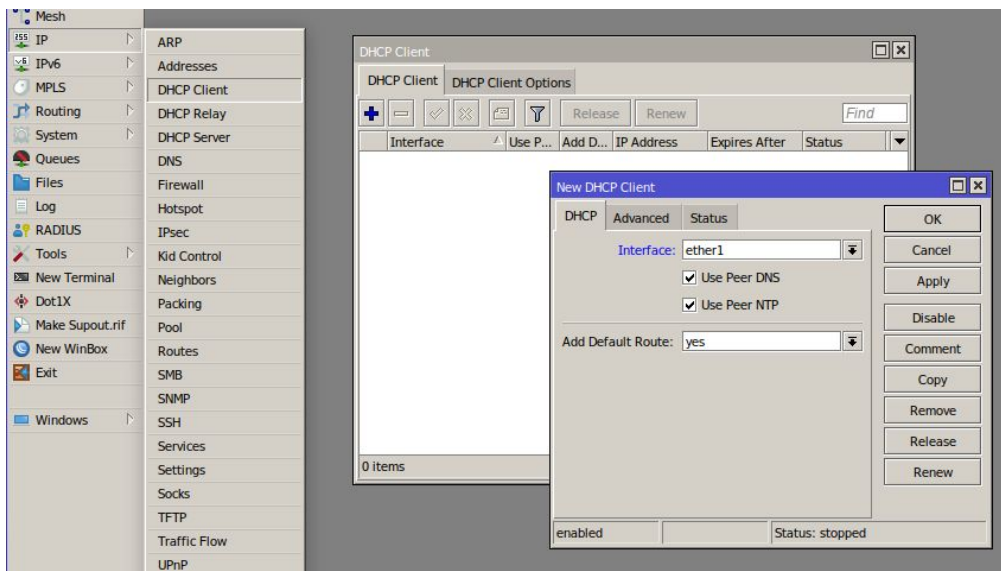 Mesh
IP
IPv6
MPLS
Routing
System
Queues
Files
Log
RADIUS
Tools
New Terminal
Dot1X
Make Supout.rif
New WinBox
Exit
Windows
ARP
Addresses
DHCP Client
DHCP Relay
DHCP Server
DNS
Firewall
Hotspot
IPsec
Kid Control
Neighbors
Packing
Pool
Routes
SMB
SNMP
SSH
Services
Settings
Socks
TFTP
Traffic Flow
UPnP
DHCP Client
DHCP Client DHCP Client Options
Release Renew Find
Interface Use P... Add D... IP Address Expires After Status
0 items
New DHCP Client
DHCP Advanced Status
Interface: ether1
Use Peer DNS
Use Peer NTP
Add Default Route: yes
OK
Cancel
Apply
Disable
Comment
Copy
Remove
Release
Renew
enabled Status: stopped